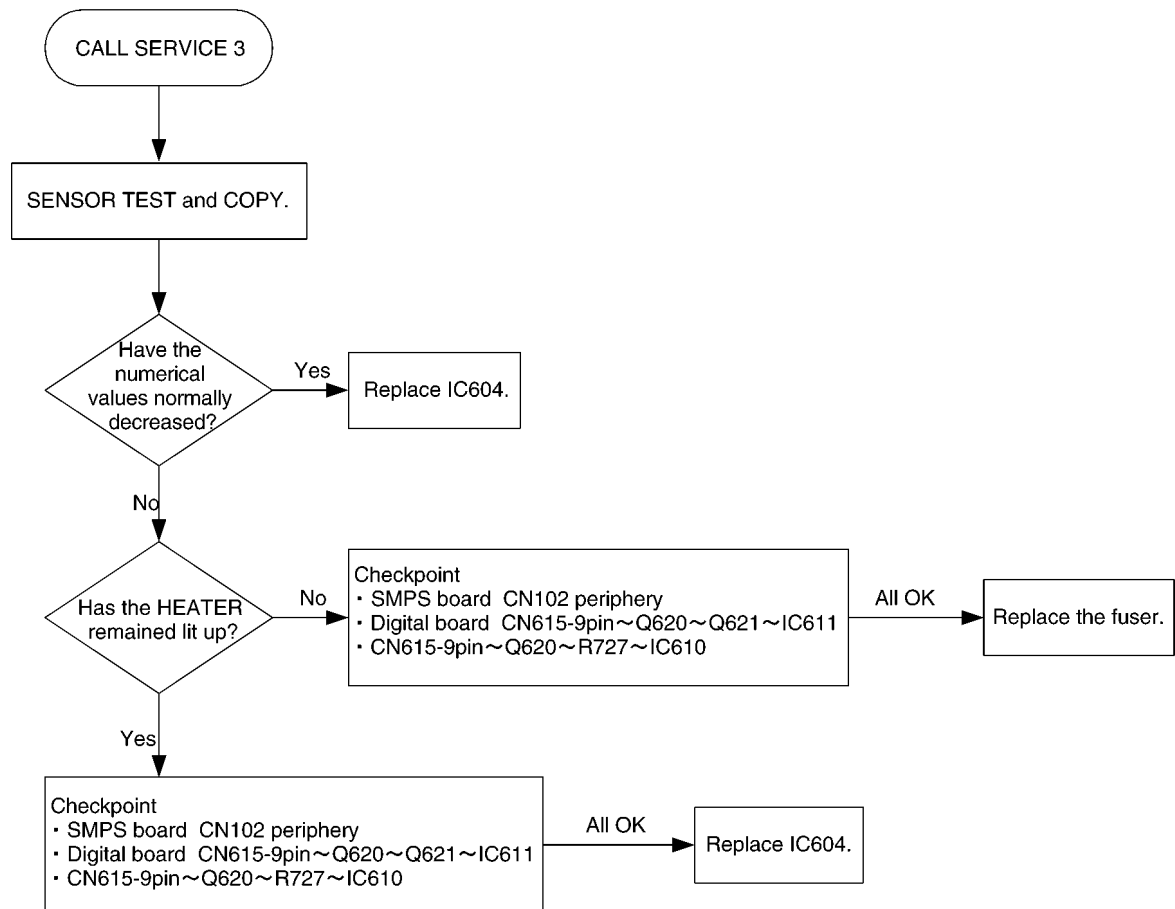 CALL SERVICE 3
SENSOR TEST and COPY.
Have the
numerical
values normally
decreased?
Yes
Replace IC604.
No
Has the HEATER
remained lit up?
No
Checkpoint
・SMPS board CN102 periphery
・Digital board CN615-9pin～Q620～Q621～IC611
・CN615-9pin～Q620～R727～IC610
All OK
Replace the fuser.
Yes
Checkpoint
・SMPS board CN102 periphery
・Digital board CN615-9pin～Q620～Q621～IC611
・CN615-9pin～Q620～R727～IC610
All OK
Replace IC604.